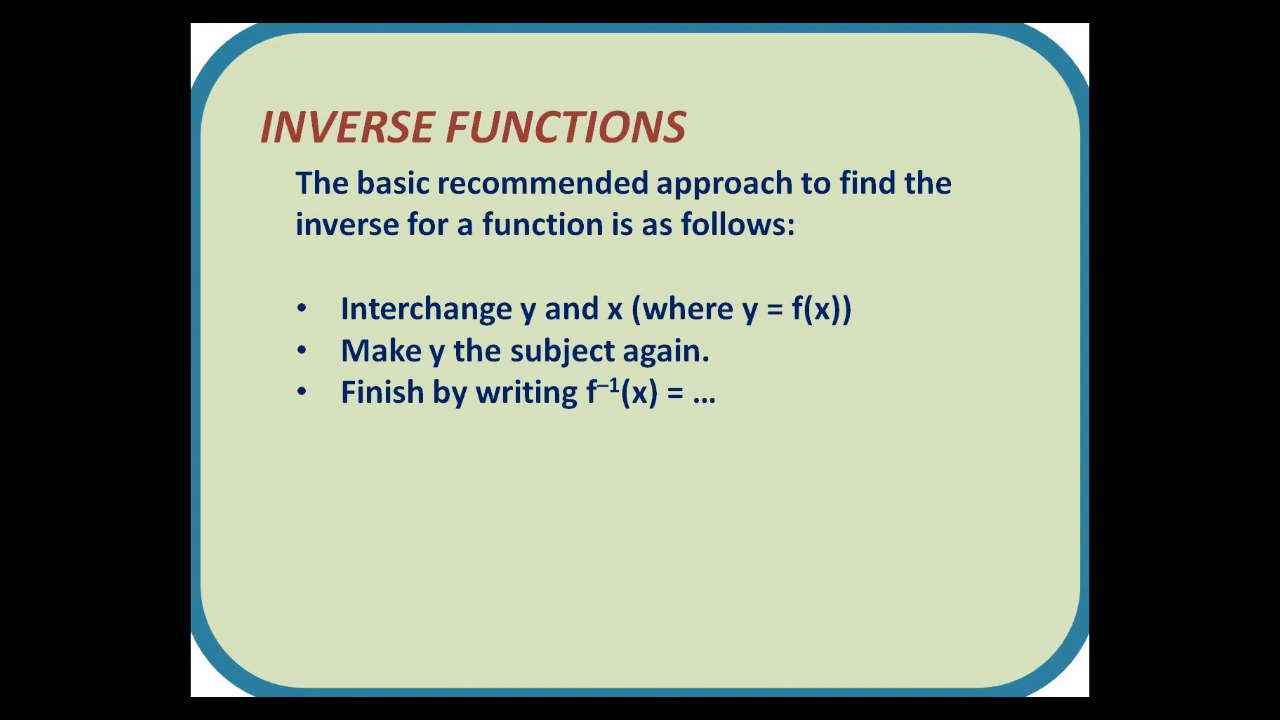 INVERSE FUNCTIONS
The basic recommended approach to find the
inverse for a function is as follows:
• Interchange y and x (where y = f(x))
• Make y the subject again.
• Finish by writing f⁻¹(x) = …